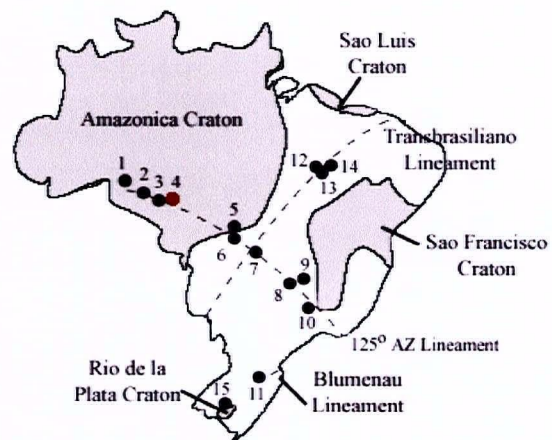 Sao Luis
Craton
Amazonica Craton
Transbrasiliano
Lineament
1
2
3
4
12
14
13
5
6
7
Sao Francisco
Craton
9
8
10
125º AZ Lineament
Rio de la
Plata Craton
15
11
Blumenau
Lineament